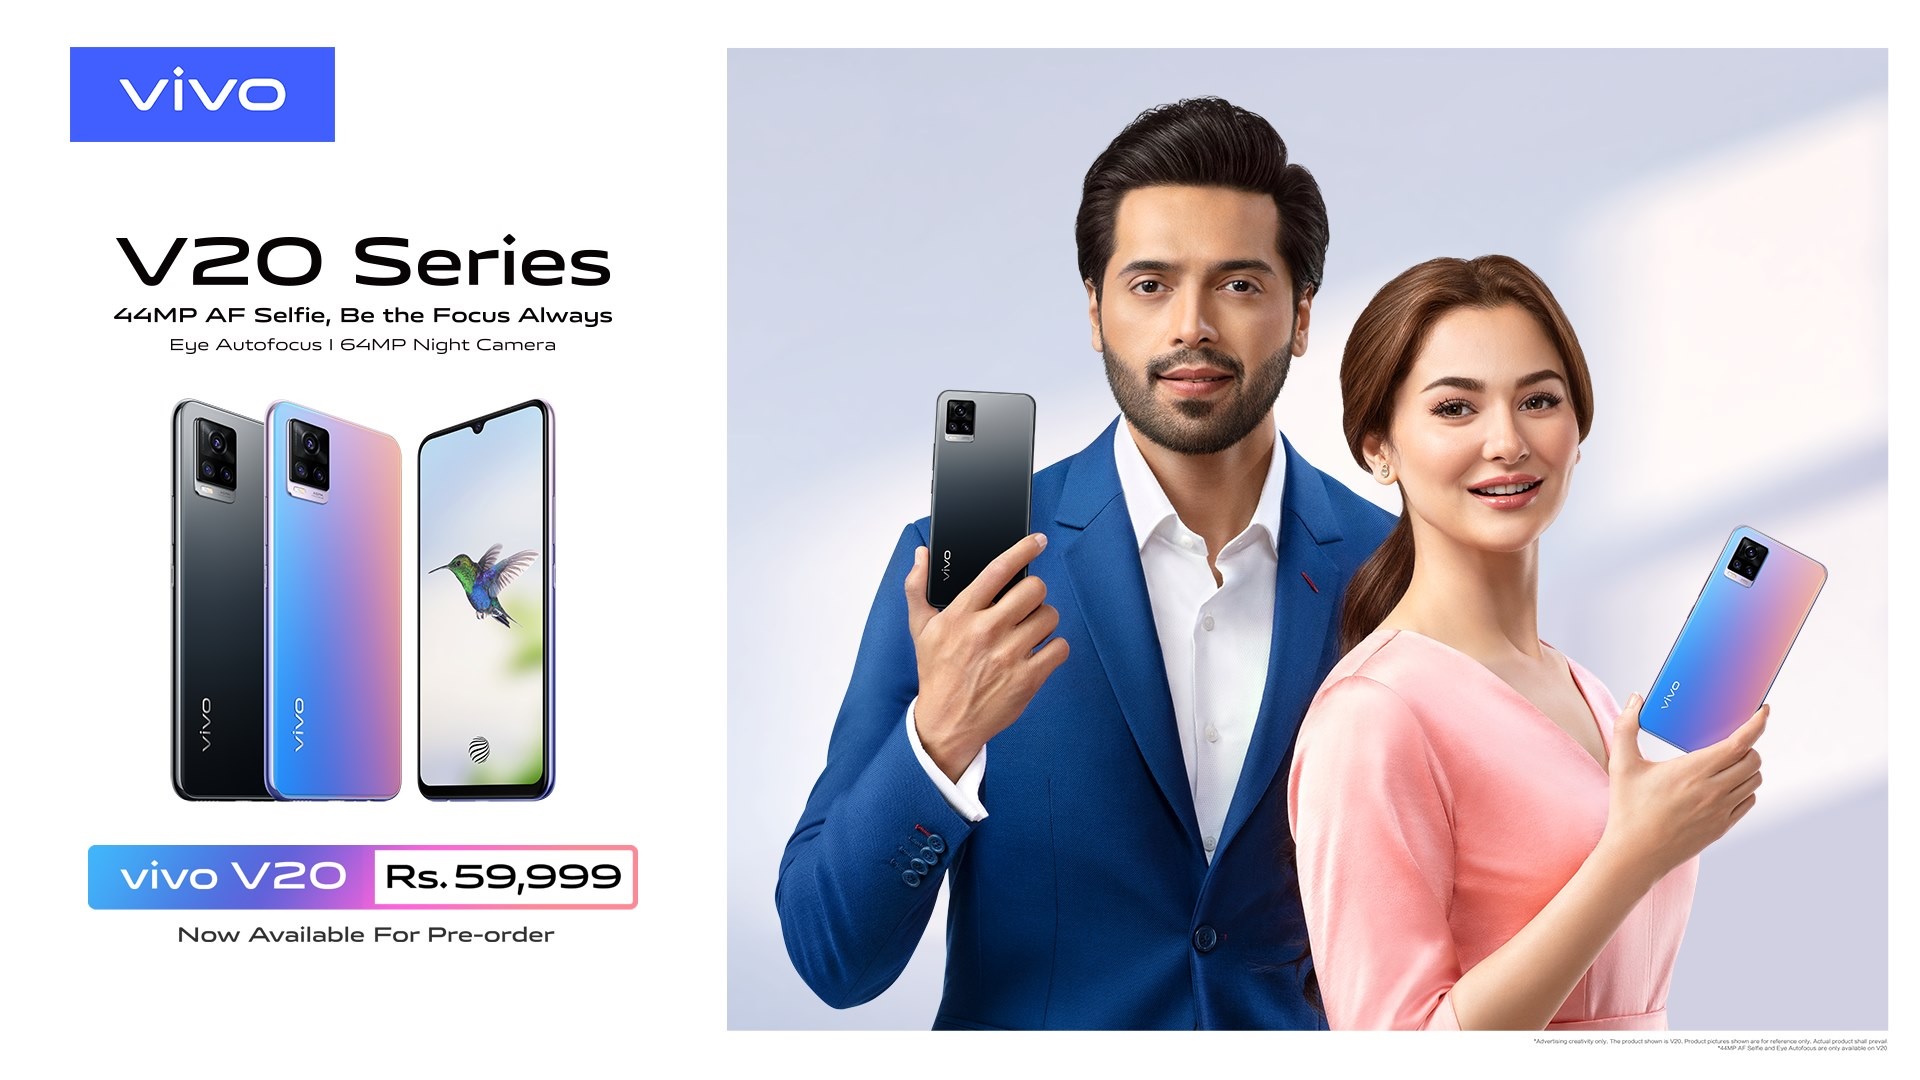 vivo
V20 Series
44MP AF Selfie, Be the Focus Always
Eye Autofocus I 64MP Night Camera
vivo
vivo
vivo V20 Rs. 59,999
Now Available For Pre-order
vivo
vivo
*Advertising creativity only. The product shown is V20. Product pictures shown are for reference only. Actual product shall prevail
*44MP AF Selfie and Eye Autofocus are only available on V20